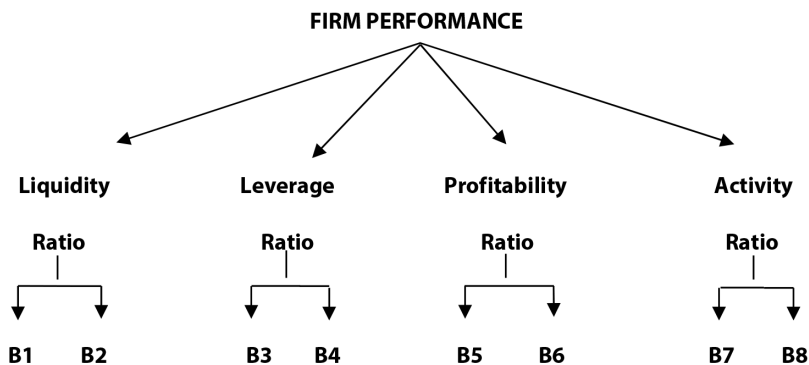 FIRM PERFORMANCE
Liquidity Leverage Profitability Activity
Ratio Ratio Ratio Ratio
B1 B2 B3 B4 B5 B6 B7 B8